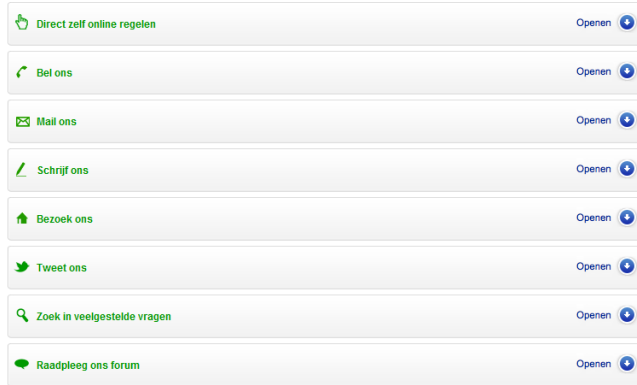 Direct zelf online regelen Openen
Bel ons Openen
Mail ons Openen
Schrijf ons Openen
Bezoek ons Openen
Tweet ons Openen
Zoek in veelgestelde vragen Openen
Raadpleeg ons forum Openen